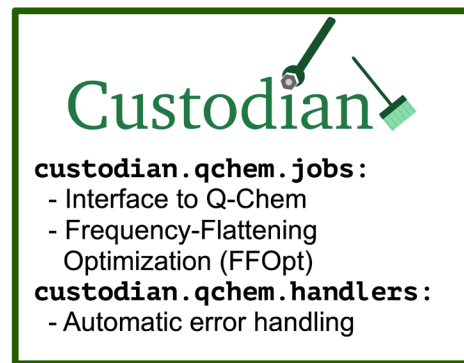 Custodian
custodian.qchem.jobs:
- Interface to Q-Chem
- Frequency-Flattening
Optimization (FFOpt)
custodian.qchem.handlers:
- Automatic error handling